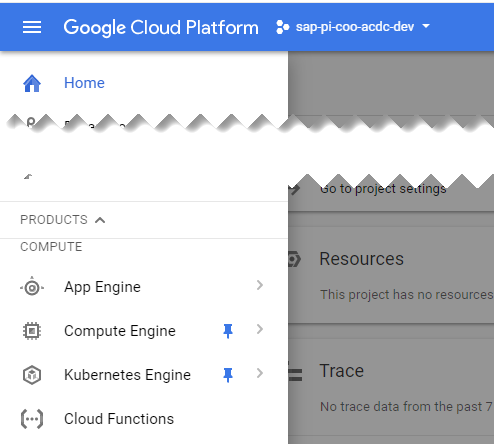 Google Cloud Platform sap-pi-coo-acdc-dev
Home
Go to project settings
PRODUCTS
COMPUTE
App Engine
Compute Engine
Kubernetes Engine
Cloud Functions
Resources
This project has no resources
Trace
No trace data from the past 7